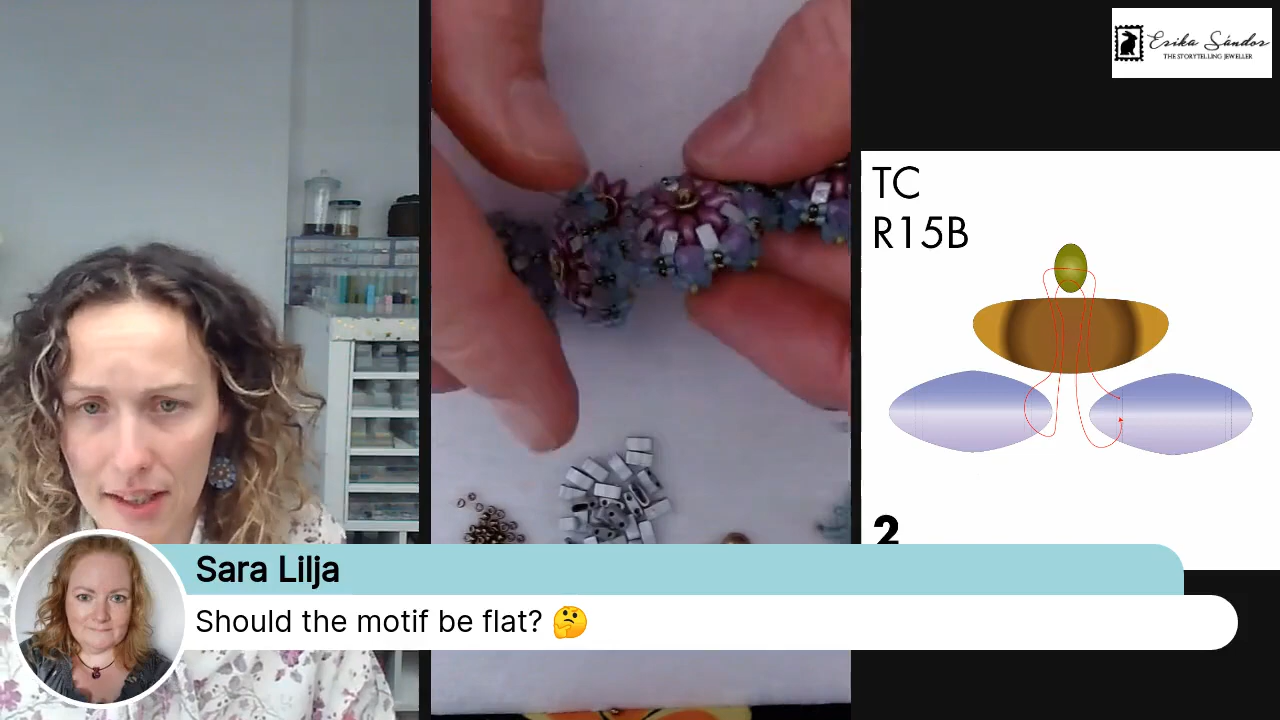 Erika Sándor
THE STORYTELLING JEWELLER
TC
R15B
2
Sara Lilja
Should the motif be flat? 🤔